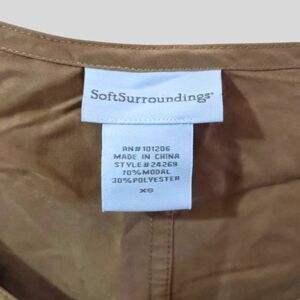 SoftSurroundings®
RN#101206
MADE IN CHINA
STYLE#24269
70%MODAL
30%POLYESTER
XS